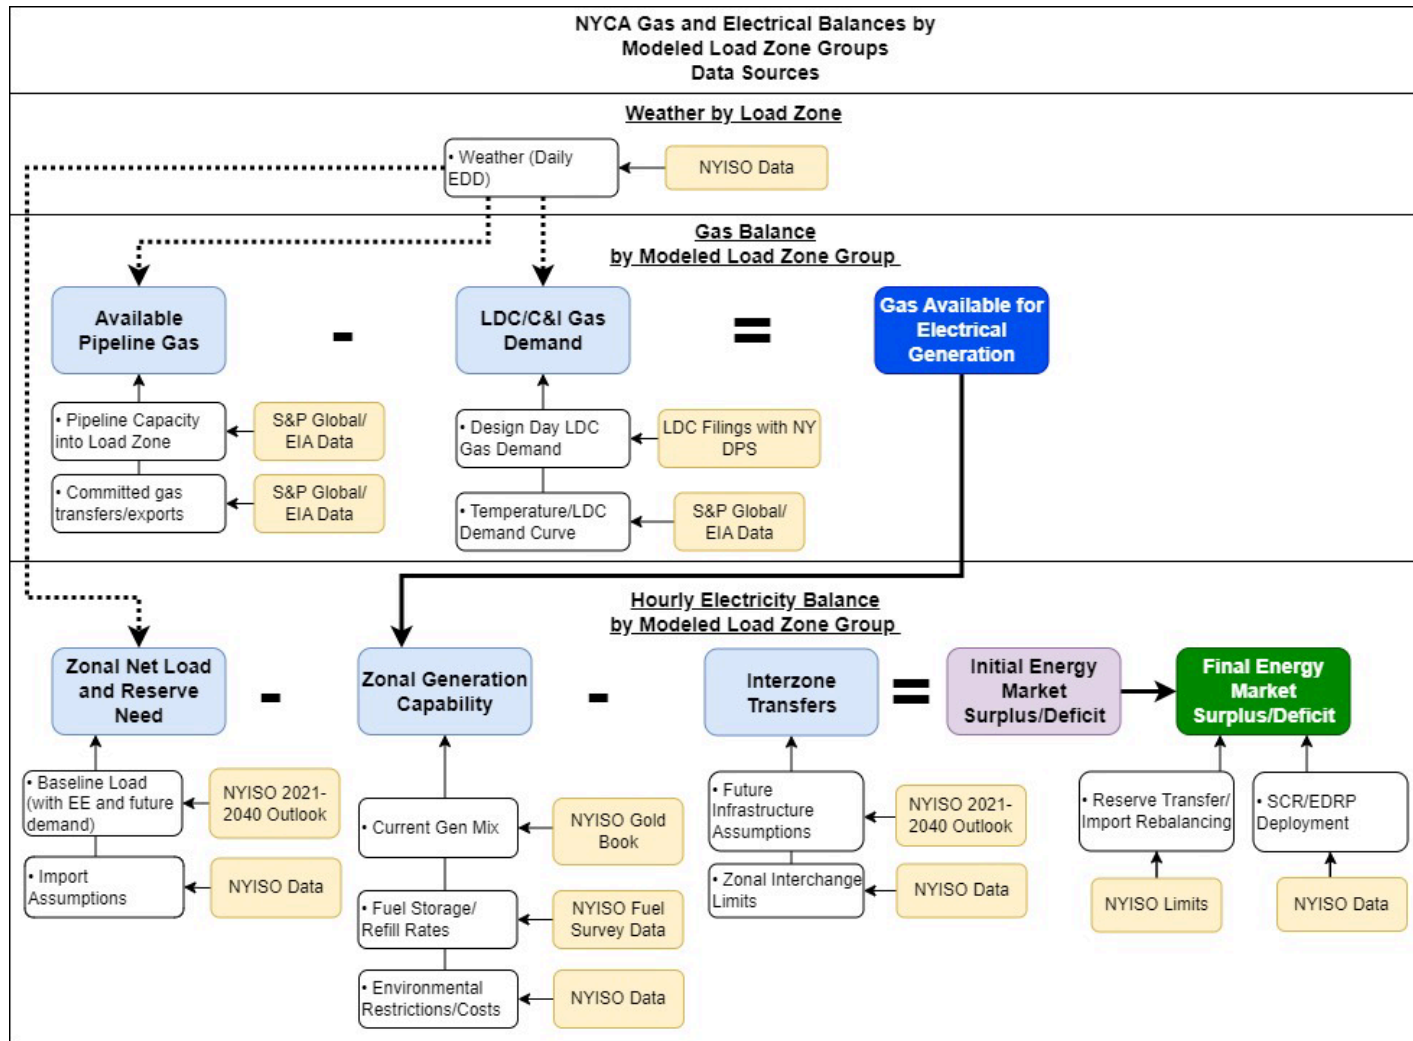 NYCA Gas and Electrical Balances by
Modeled Load Zone Groups
Data Sources
Weather by Load Zone
• Weather (Daily
EDD)
NYISO Data
Gas Balance
by Modeled Load Zone Group
Available
Pipeline Gas
-
LDC/C&I Gas
Demand
=
Gas Available for
Electrical
Generation
• Pipeline Capacity
into Load Zone
S&P Global/
EIA Data
• Design Day LDC
Gas Demand
LDC Filings with NY
DPS
• Committed gas
transfers/exports
S&P Global/
EIA Data
• Temperature/LDC
Demand Curve
S&P Global/
EIA Data
Hourly Electricity Balance
by Modeled Load Zone Group
Zonal Net Load
and Reserve
Need
-
Zonal Generation
Capability
-
Interzone
Transfers
=
Initial Energy
Market
Surplus/Deficit
Final Energy
Market
Surplus/Deficit
• Baseline Load
(with EE and future
demand)
NYISO 2021-
2040 Outlook
• Import
Assumptions
NYISO Data
• Current Gen Mix
NYISO Gold
Book
• Fuel Storage/
Refill Rates
NYISO Fuel
Survey Data
• Environmental
Restrictions/Costs
NYISO Data
• Future
Infrastructure
Assumptions
NYISO 2021-
2040 Outlook
• Zonal Interchange
Limits
NYISO Data
• Reserve Transfer/
Import Rebalancing
NYISO Limits
• SCR/EDRP
Deployment
NYISO Data